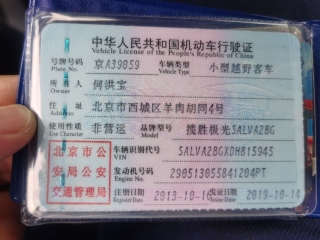 中华人民共和国机动车行驶证
Vehicle License of the People's Republic of China
号牌号码 京A39059 车辆类型 小型越野客车
Plate No. Vehicle Type
所有人 何洪宝
Owner
住址 北京市西城区羊肉胡同4号
Address
使用性质 非营运 品牌型号 揽胜极光SALVA2BG
Use Character Model
北京市公 车辆识别代号 SALVA2BGXDH815945
VIN
安局公安 发动机号码 290513055841204PT
Engine No.
交通管理局 注册日期 2013-10-16 发证日期 2019-10-14
Register Date Issue Date